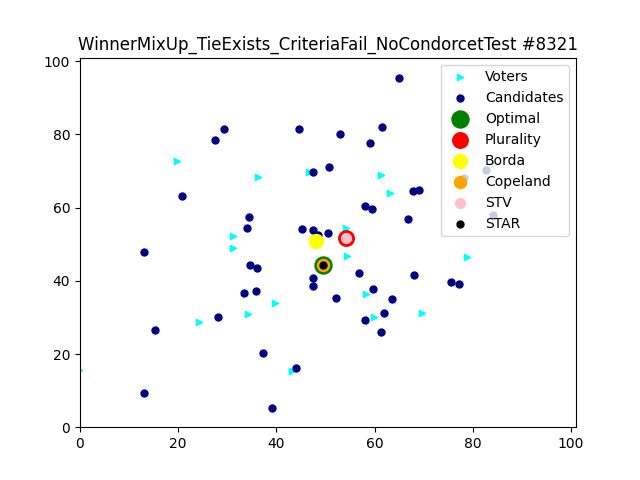 WinnerMixUp_TieExists_CriteriaFail_NoCondorcetTest #8321
100
80
60
40
20
0
0
20
40
60
80
100
Voters
Candidates
Optimal
Plurality
Borda
Copeland
STV
STAR